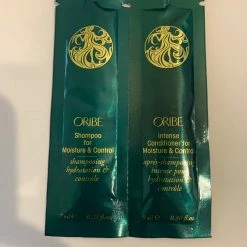 ORIBE
Shampoo
for
Moisture & Control
shampooing
hydratation &
contrôle
ORIBE
Intense
Conditioner for
Moisture & Control
après-shampooing
intense pour
hydratation &
contrôle